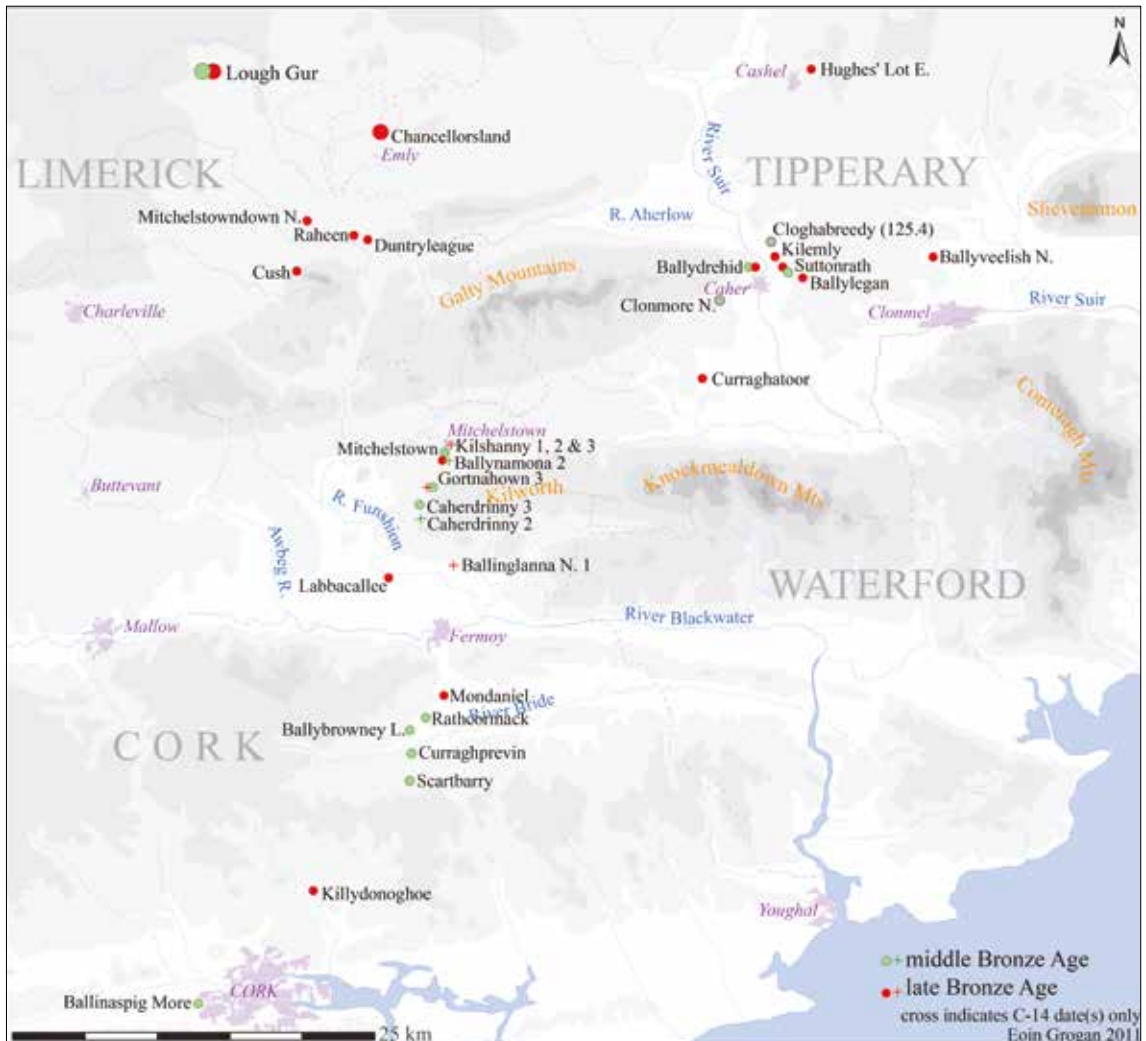 N
Lough Gur
Cashel
Hughes' Lot E.
Chancellorsland
Emly
River Suir
LIMERICK
TIPPERARY
Slievenamon
Mitchelstowndown N.
R. Aherlow
Raheen
Duntryleague
Cloghabreedy (125.4)
Kilemly
Ballyveelish N.
Cush
Galty Mountains
Ballydrehid
Suttonrath
Caher
Ballylegan
Clonmore N.
River Suir
Charleville
Clonmel
Curraghatoor
Comeragh Mts
Mitchelstown
Mitchelstown
Kilshanny 1, 2 & 3
Ballynamona 2
Gortnahown 3
Kilworth
Knockmealdown Mts
Buttevant
R. Funshion
Caherdrinny 3
Caherdrinny 2
Awbeg R.
Ballinglanna N. 1
Labbacallee
WATERFORD
River Blackwater
Mallow
Fermoy
Mondaniel
River Bride
Rathcormack
Ballybrowney L.
CORK
Curraghprevin
Scartbarry
Killydonoghoe
Youghal
middle Bronze Age
CORK
late Bronze Age
Ballinaspig More
cross indicates C-14 date(s) only
25 km
Eoin Grogan 2011